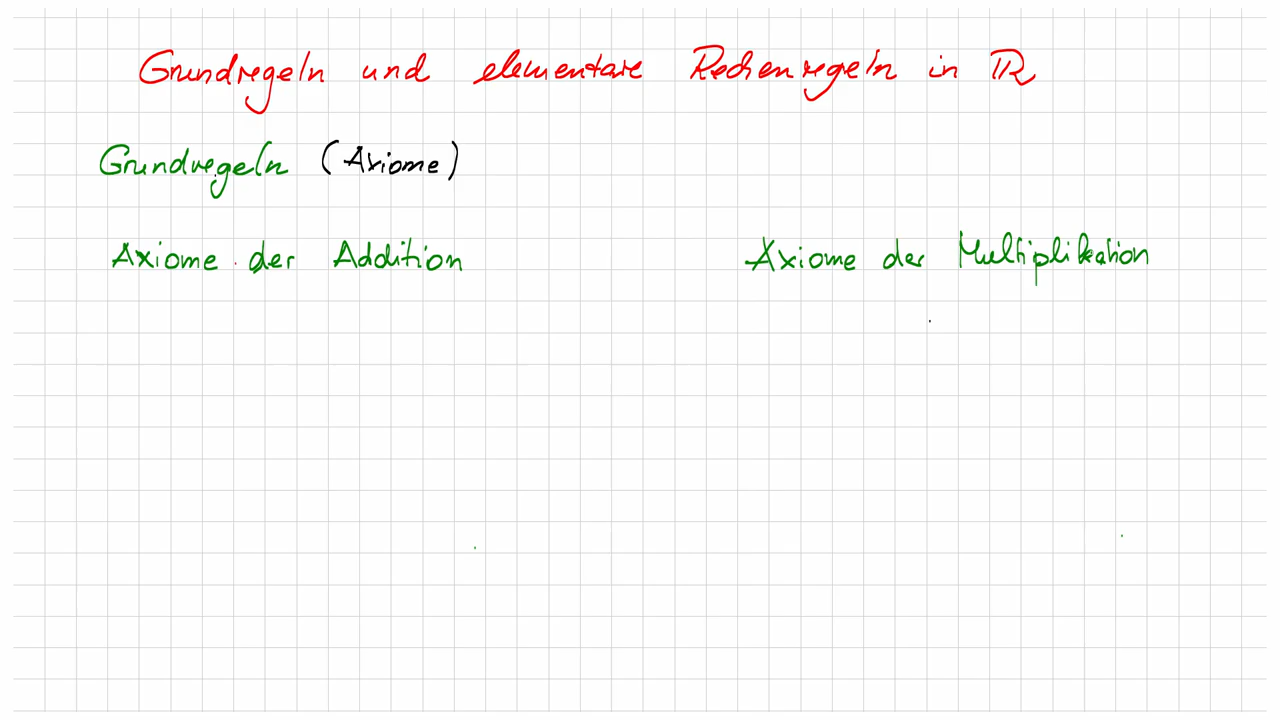 Grundregeln und elementare Rechenregeln in ℝ
Grundregeln (Axiome)
Axiome der Addition
Axiome der Multiplikation